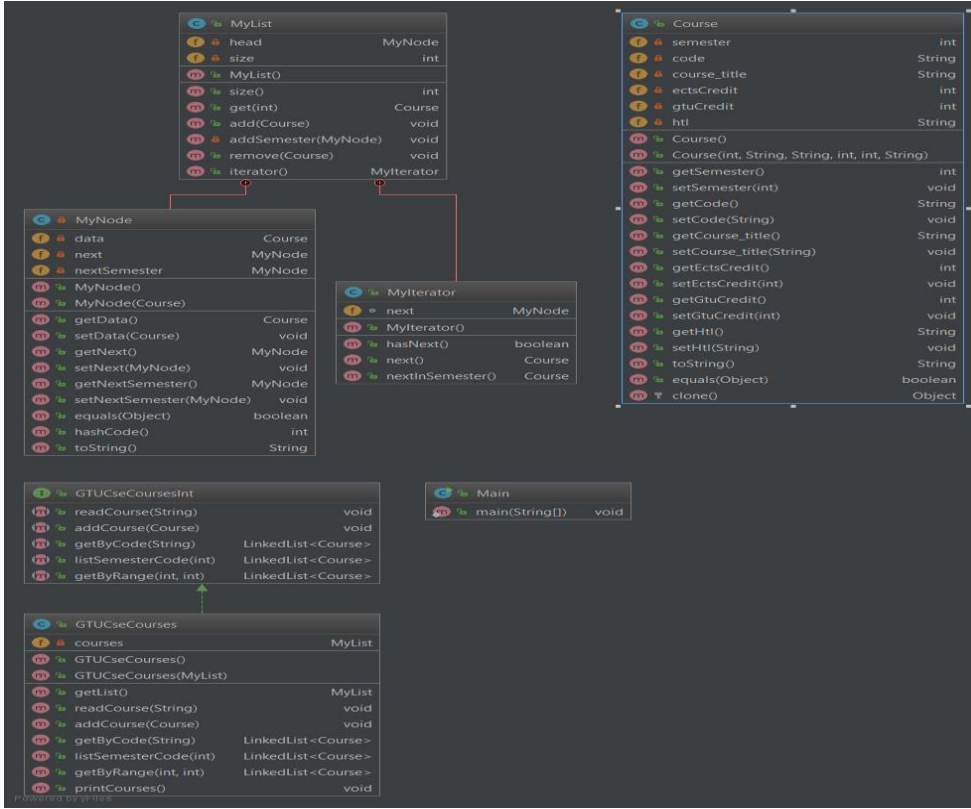 MyList
head MyNode
size int
MyList()
size() int
get(int) Course
add(Course) void
addSemester(MyNode) void
remove(Course) void
iterator() MyIterator
Course
semester int
code String
course_title String
ectsCredit int
gtuCredit int
htl String
Course()
Course(int, String, String, int, int, String)
getSemester() int
setSemester(int) void
getCode() String
setCode(String) void
getCourse_title() String
setCourse_title(String) void
getEctsCredit() int
setEctsCredit(int) void
getGtuCredit() int
setGtuCredit(int) void
getHtl() String
setHtl(String) void
toString() String
equals(Object) boolean
clone() Object
MyNode
data Course
next MyNode
nextSemester MyNode
MyNode()
MyNode(Course)
getData() Course
setData(Course) void
getNext() MyNode
setNext(MyNode) void
getNextSemester() MyNode
setNextSemester(MyNode) void
equals(Object) boolean
hashCode() int
toString() String
MyIterator
next MyNode
MyIterator()
hasNext() boolean
next() Course
nextInSemester() Course
GTUCseCoursesInt
readCourse(String) void
addCourse(Course) void
getByCode(String) LinkedList<Course>
listSemesterCode(int) LinkedList<Course>
getByRange(int, int) LinkedList<Course>
Main
main(String[]) void
GTUCseCourses
courses MyList
GTUCseCourses()
GTUCseCourses(MyList)
getList() MyList
readCourse(String) void
addCourse(Course) void
getByCode(String) LinkedList<Course>
listSemesterCode(int) LinkedList<Course>
getByRange(int, int) LinkedList<Course>
printCourses() void
Powered by yFiles